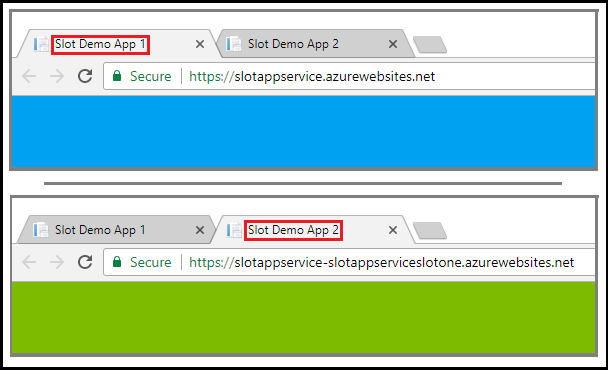 Slot Demo App 1 Slot Demo App 2
Secure https://slotappservice.azurewebsites.net
Slot Demo App 1 Slot Demo App 2
Secure https://slotappservice-slotappserviceslotone.azurewebsites.net